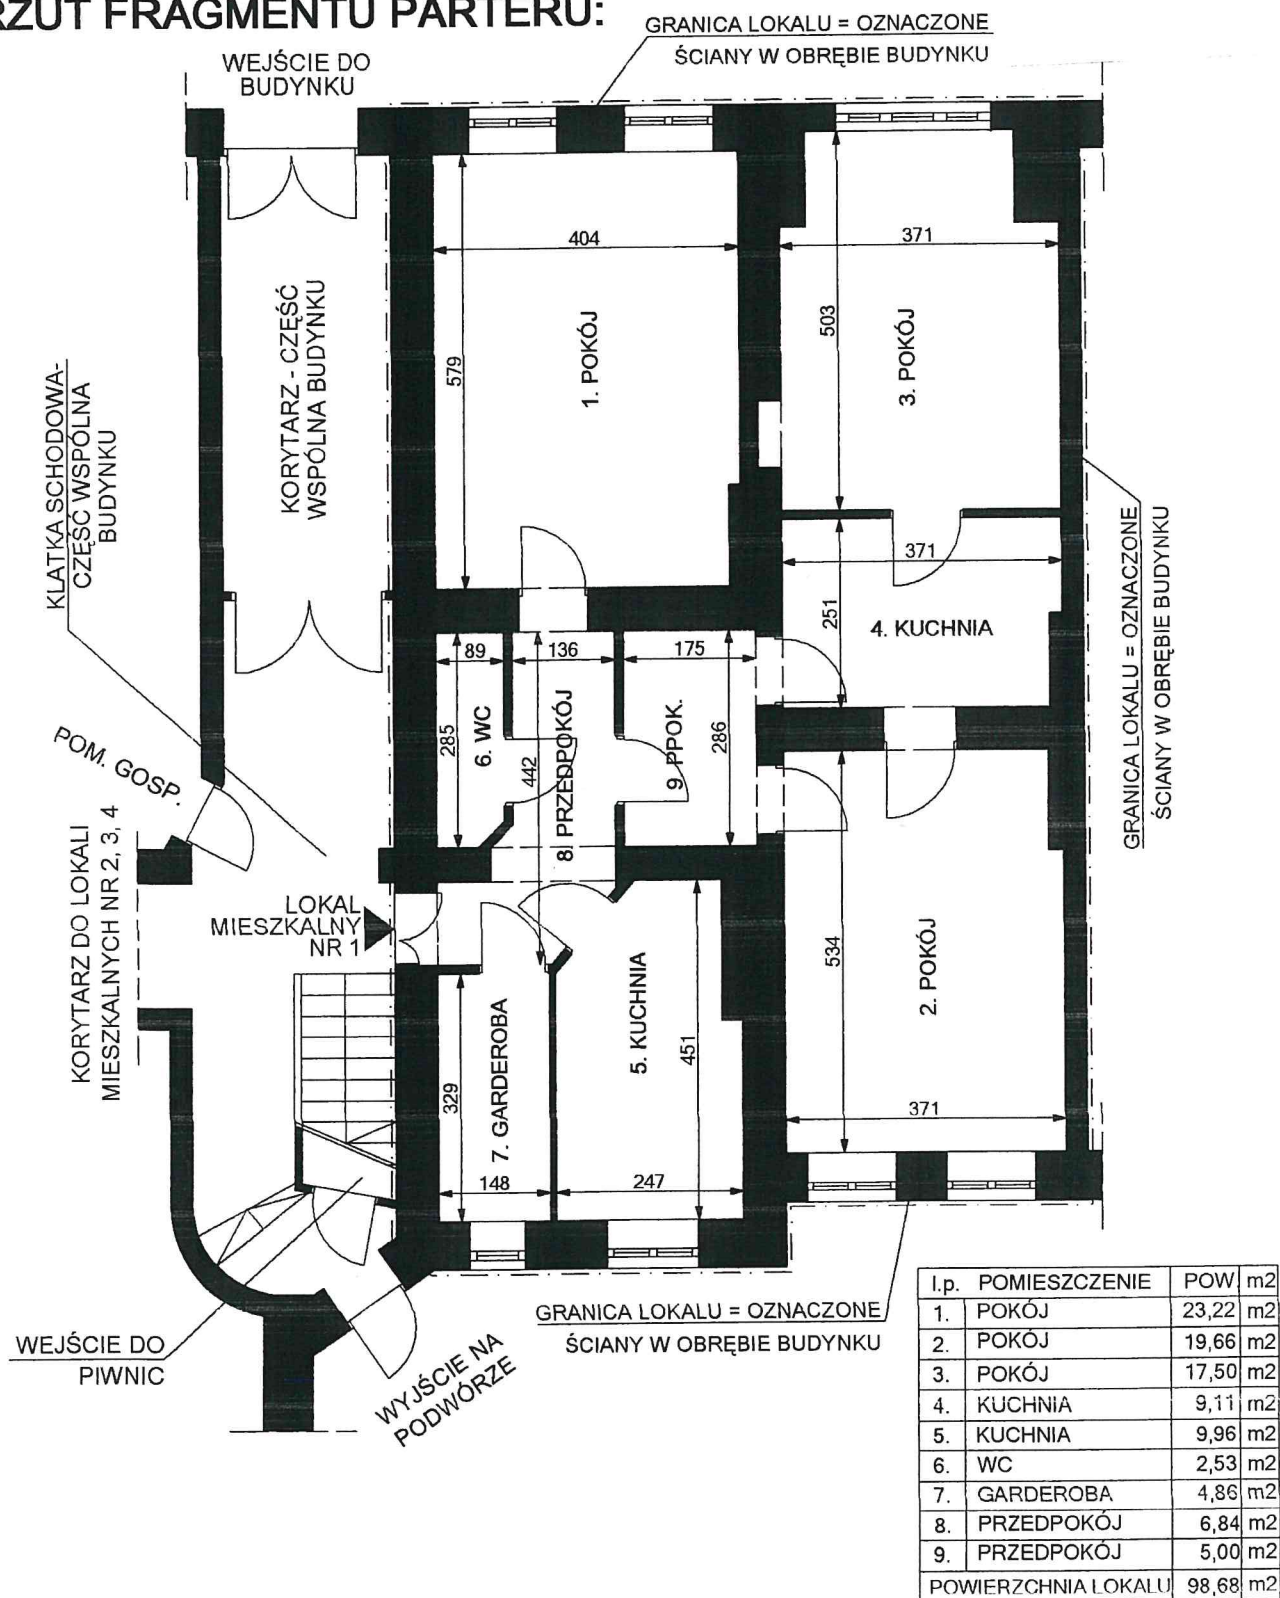 RZUT FRAGMENTU PARTERU:
GRANICA LOKALU = OZNACZONE
ŚCIANY W OBRĘBIE BUDYNKU
WEJŚCIE DO
BUDYNKU
404
371
579
1. POKÓJ
503
3. POKÓJ
KORYTARZ - CZĘŚĆ
WSPÓLNA BUDYNKU
KLATKA SCHODOWA-
CZĘŚĆ WSPÓLNA
BUDYNKU
371
251
4. KUCHNIA
GRANICA LOKALU = OZNACZONE
ŚCIANY W OBRĘBIE BUDYNKU
89
136
175
285
6. WC
442
8. PRZEDPOKÓJ
9. PPOK.
286
POM. GOSP.
KORYTARZ DO LOKALI
MIESZKALNYCH NR 2, 3, 4
LOKAL
MIESZKALNY
NR 1
534
2. POKÓJ
371
329
7. GARDEROBA
148
5. KUCHNIA
451
247
WEJŚCIE DO
PIWNIC
WYJŚCIE NA
PODWÓRZE
GRANICA LOKALU = OZNACZONE
ŚCIANY W OBRĘBIE BUDYNKU
l.p. POMIESZCZENIE POW m2
1. POKÓJ 23,22 m2
2. POKÓJ 19,66 m2
3. POKÓJ 17,50 m2
4. KUCHNIA 9,11 m2
5. KUCHNIA 9,96 m2
6. WC 2,53 m2
7. GARDEROBA 4,86 m2
8. PRZEDPOKÓJ 6,84 m2
9. PRZEDPOKÓJ 5,00 m2
POWIERZCHNIA LOKALU 98,68 m2